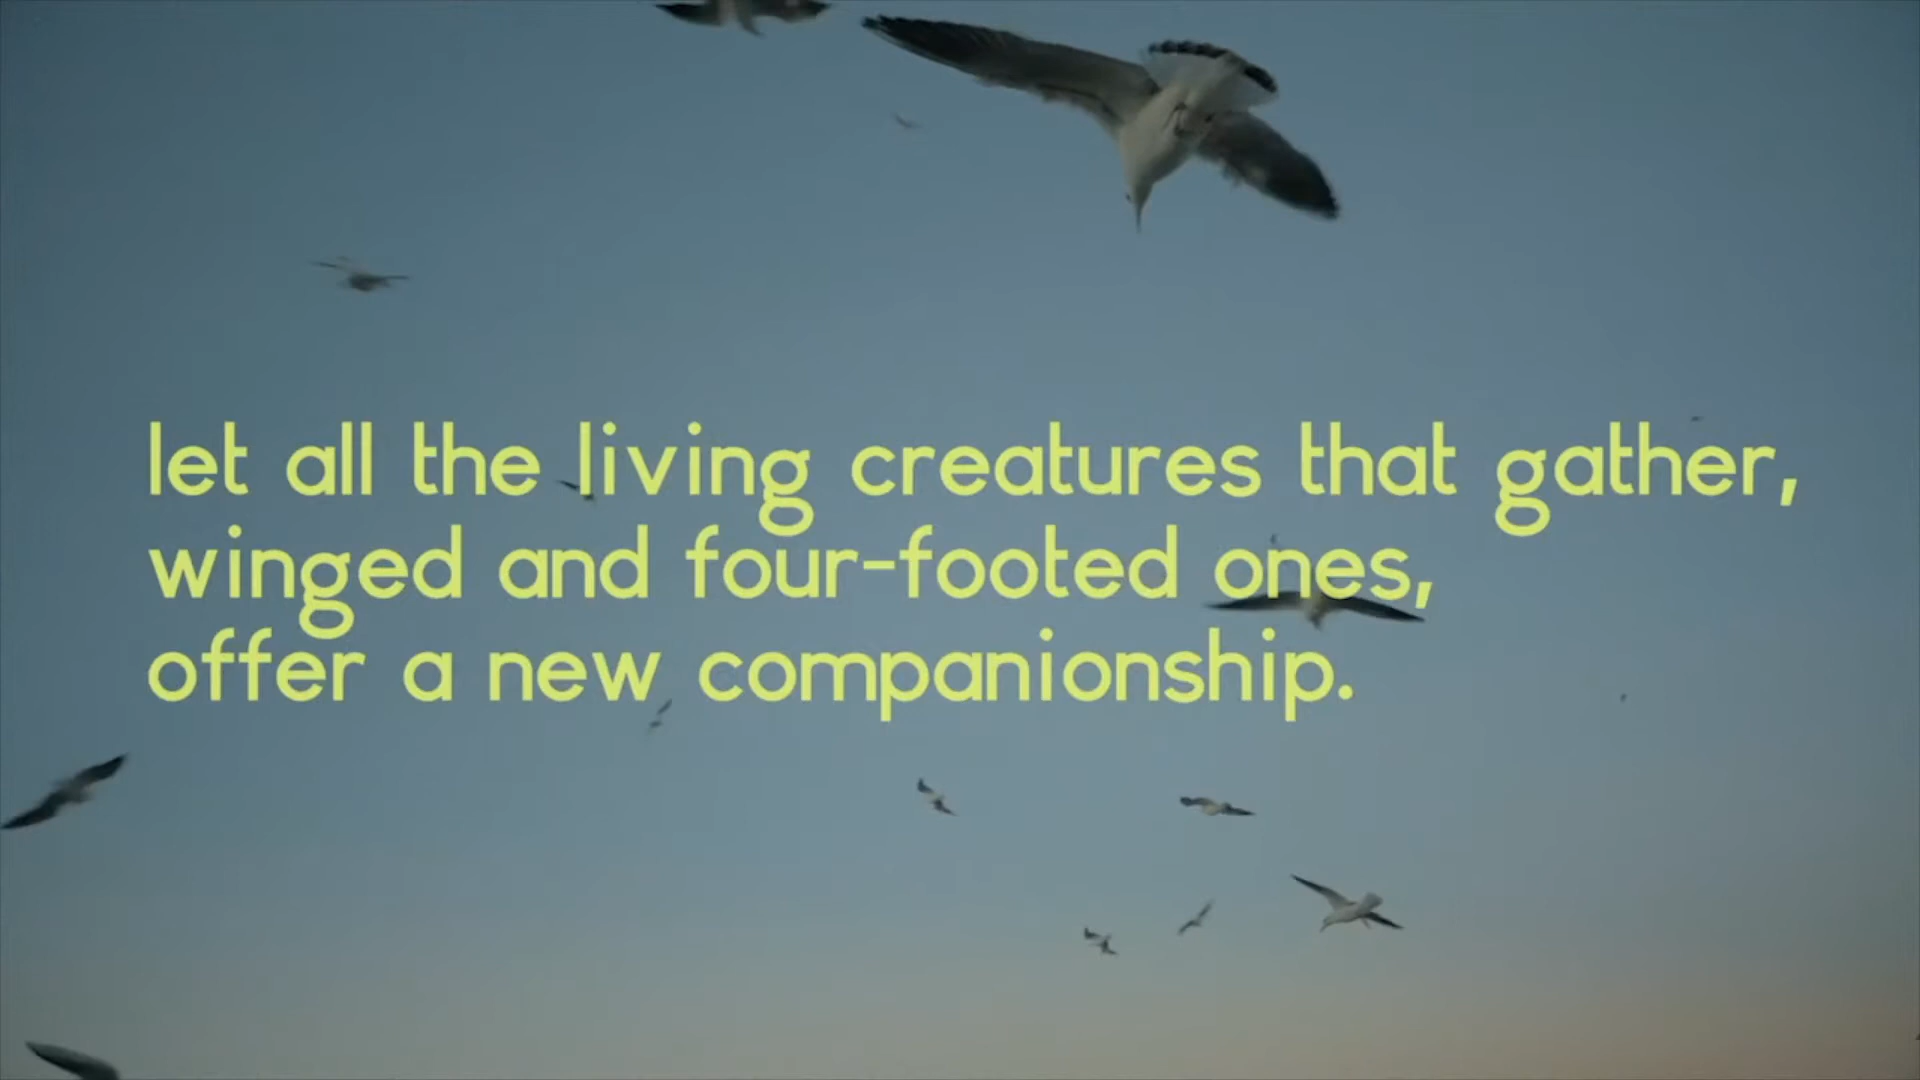 let all the living creatures that gather,
winged and four-footed ones,
offer a new companionship.